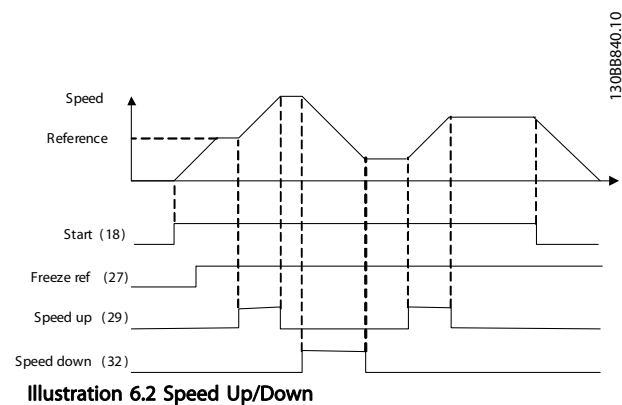 130BB840.10
Speed
Reference
Start (18)
Freeze ref (27)
Speed up (29)
Speed down (32)
Illustration 6.2 Speed Up/Down